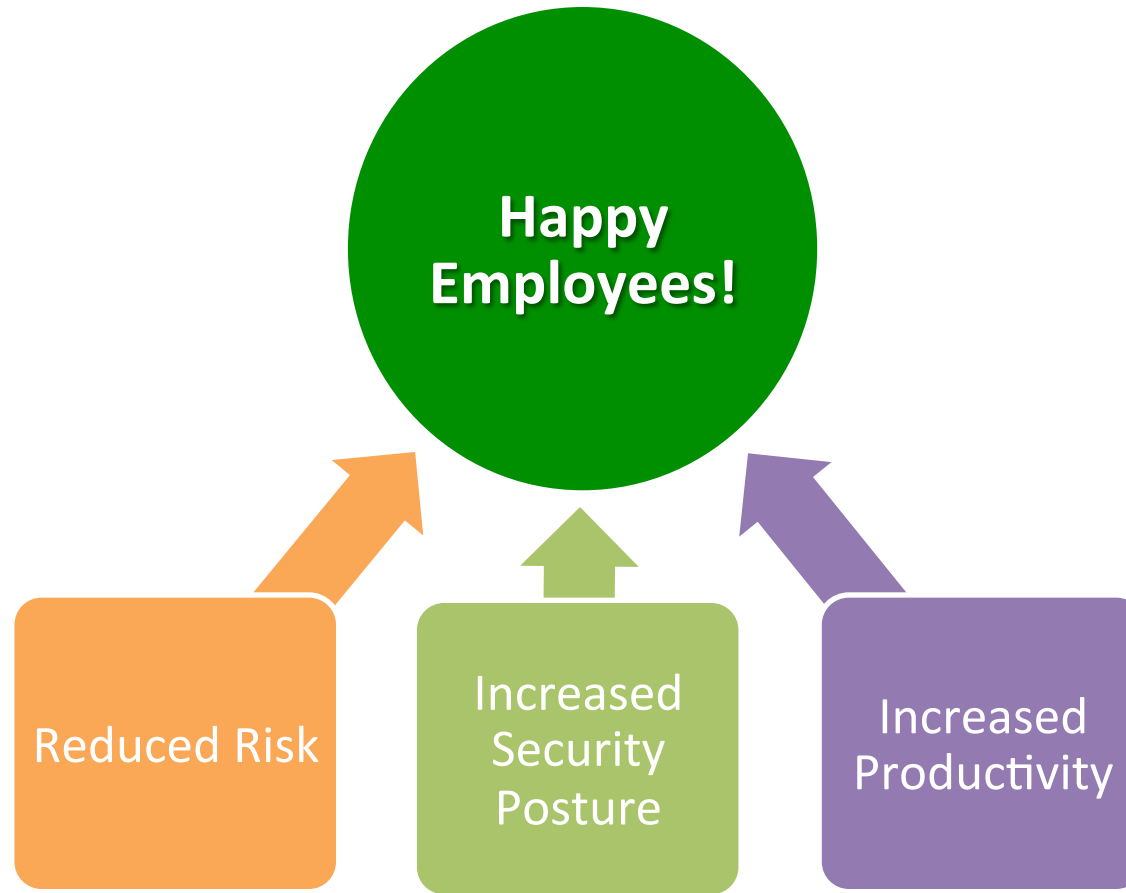 Happy
Employees!
Reduced Risk
Increased
Security
Posture
Increased
Productivity